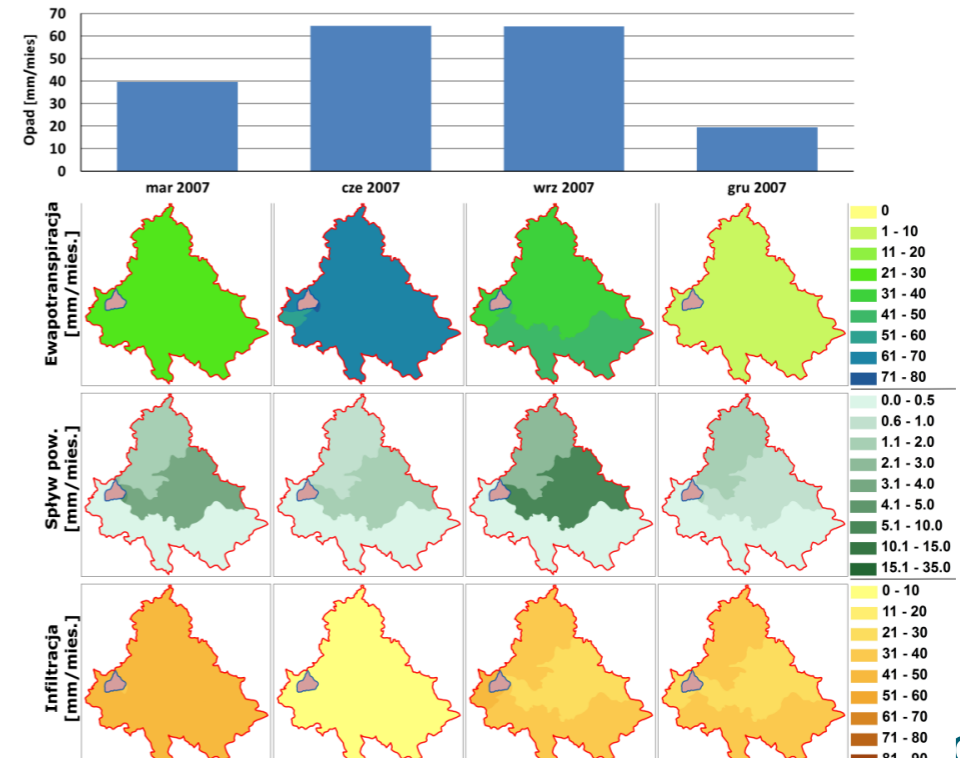 70
60
50
40
30
20
10
0
Opad [mm/mies]
mar 2007
cze 2007
wrz 2007
gru 2007
Ewapotranspiracja
[mm/mies.]
0
1 - 10
11 - 20
21 - 30
31 - 40
41 - 50
51 - 60
61 - 70
71 - 80
Spływ pow.
[mm/mies.]
0.0 - 0.5
0.6 - 1.0
1.1 - 2.0
2.1 - 3.0
3.1 - 4.0
4.1 - 5.0
5.1 - 10.0
10.1 - 15.0
15.1 - 35.0
Infiltracja
[mm/mies.]
0 - 10
11 - 20
21 - 30
31 - 40
41 - 50
51 - 60
61 - 70
71 - 80
81 - 90